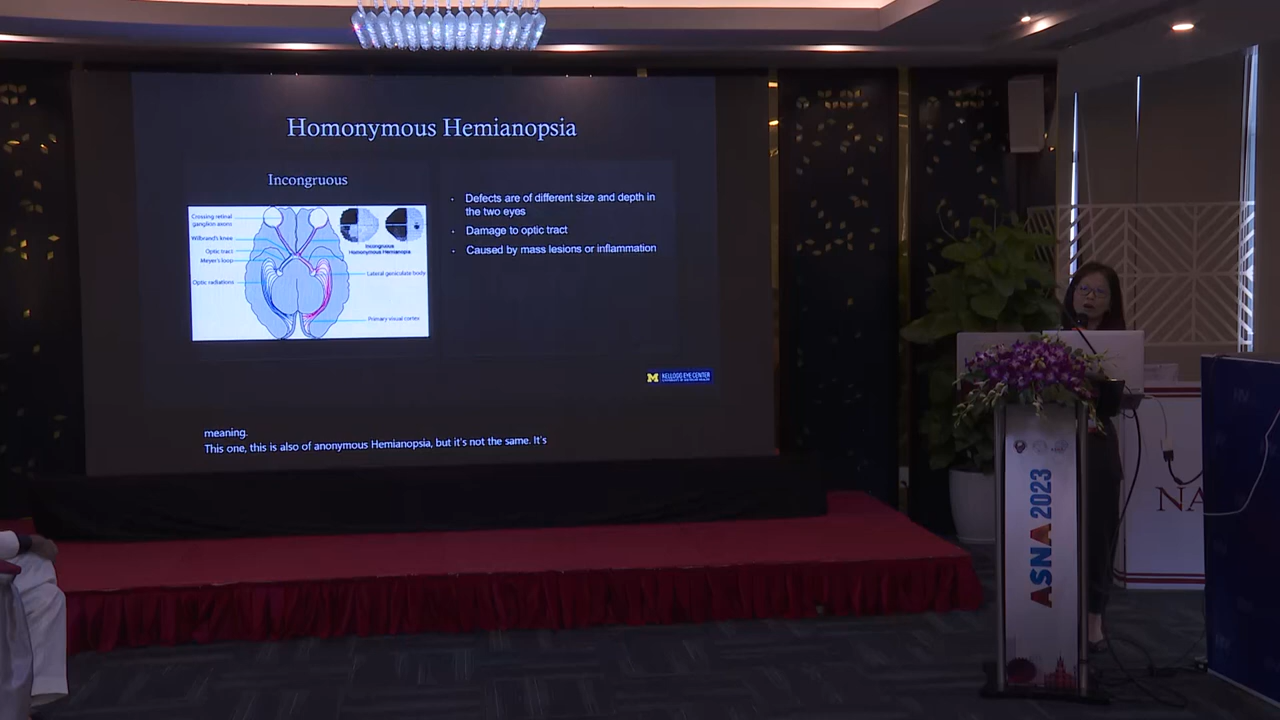 Homonymous Hemianopsia
Incongruous
Crossing retinal
ganglion axons
Wilbrand's knee
Optic tract
Meyer's loop
Optic radiations
Incongruous
Homonymous Hemianopia
Lateral geniculate body
Primary visual cortex
· Defects are of different size and depth in
the two eyes
· Damage to optic tract
· Caused by mass lesions or inflammation
M KELLOGG EYE CENTER
meaning.
This one, this is also of anonymous Hemianopsia, but it's not the same. It's
ASNA 2023
NA